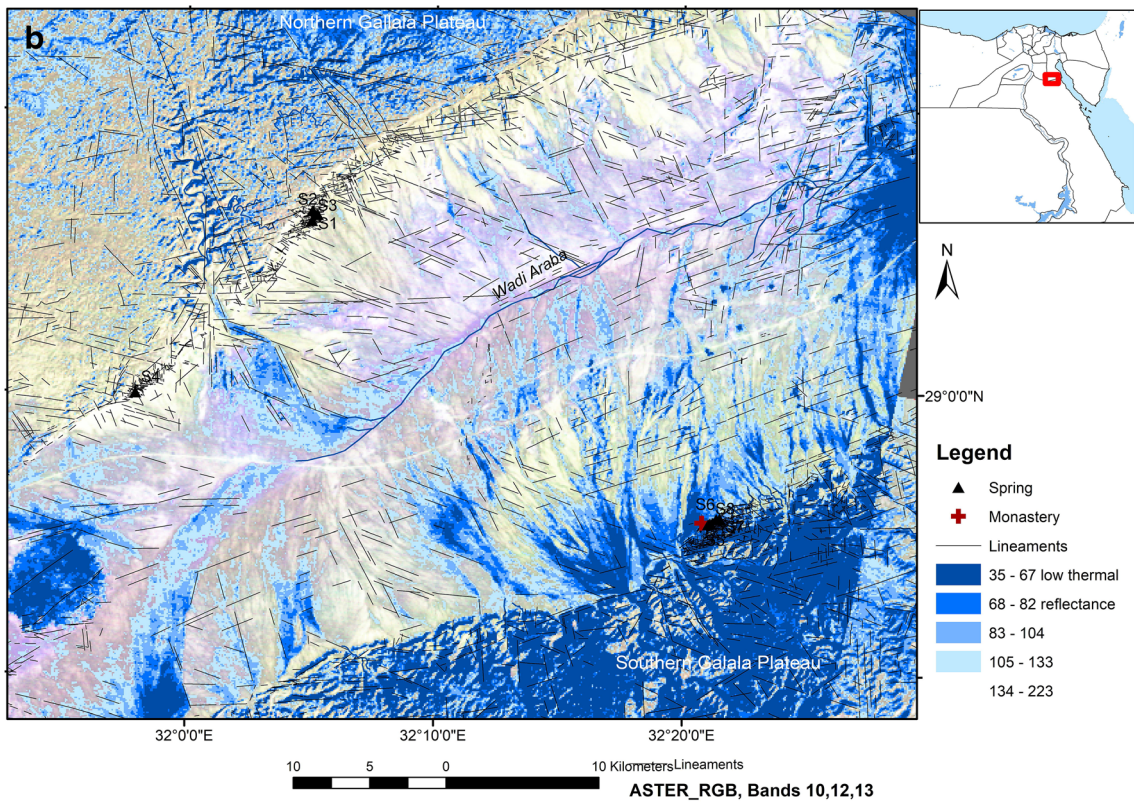 b
Northern Gallala Plateau
S2
S3
S1
Wadi Araba
S4
S6
S8
Southern Galala Plateau
32°0'0"E
32°10'0"E
32°20'0"E
29°0'0"N
N
Legend
Spring
Monastery
Lineaments
35 - 67 low thermal
68 - 82 reflectance
83 - 104
105 - 133
134 - 223
10 5 0 10 Kilometers
Lineaments
ASTER_RGB, Bands 10,12,13